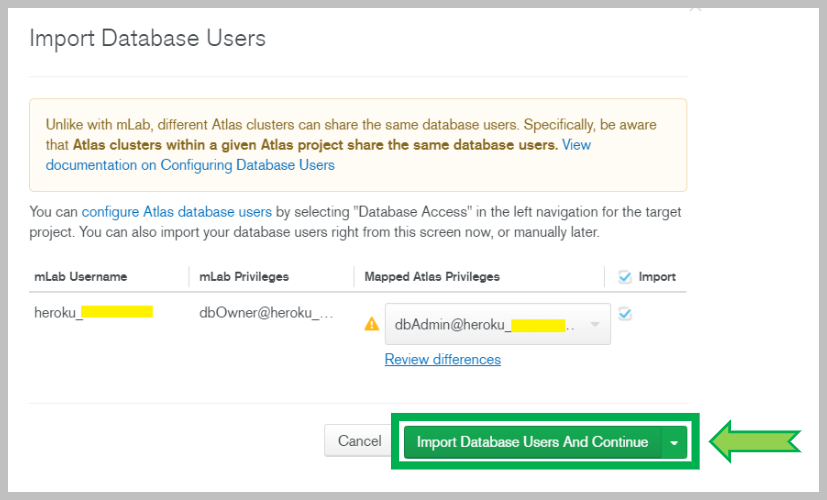 Import Database Users
Unlike with mLab, different Atlas clusters can share the same database users. Specifically, be aware
that Atlas clusters within a given Atlas project share the same database users. View
documentation on Configuring Database Users
You can configure Atlas database users by selecting "Database Access" in the left navigation for the target
project. You can also import your database users right from this screen now, or manually later.
mLab Username mLab Privileges Mapped Atlas Privileges Import
heroku_ dbOwner@heroku_... dbAdmin@heroku_ ..
Review differences
Cancel Import Database Users And Continue